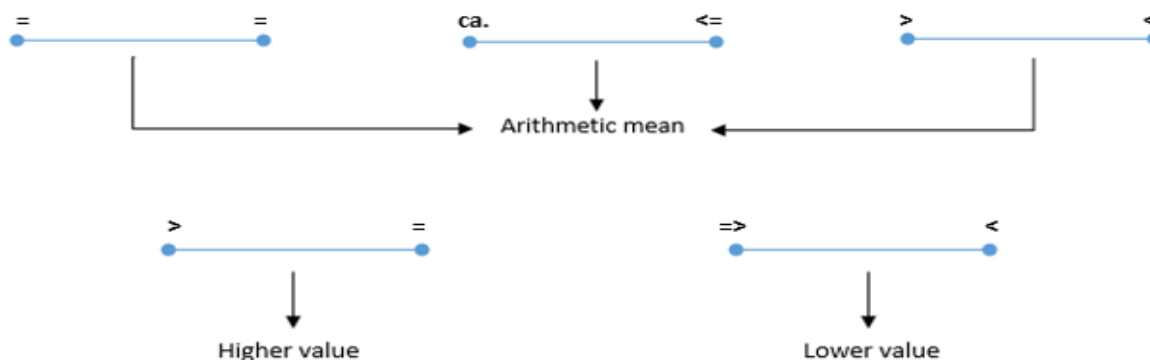 = = ca. <= > <
Arithmetic mean
> = => <
Higher value Lower value